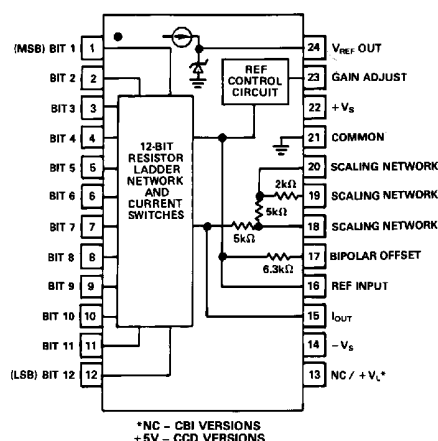 (MSB) BIT 1 1
BIT 2 2
BIT 3 3
BIT 4 4
BIT 5 5
BIT 6 6
BIT 7 7
BIT 8 8
BIT 9 9
BIT 10 10
BIT 11 11
(LSB) BIT 12 12
12-BIT
RESISTOR
LADDER
NETWORK
AND
CURRENT
SWITCHES
REF
CONTROL
CIRCUIT
2kΩ
5kΩ
5kΩ
6.3kΩ
24 VREF OUT
23 GAIN ADJUST
22 +VS
21 COMMON
20 SCALING NETWORK
19 SCALING NETWORK
18 SCALING NETWORK
17 BIPOLAR OFFSET
16 REF INPUT
15 IOUT
14 -VS
13 NC / +VL*
*NC – CBI VERSIONS
+5V – CCD VERSIONS